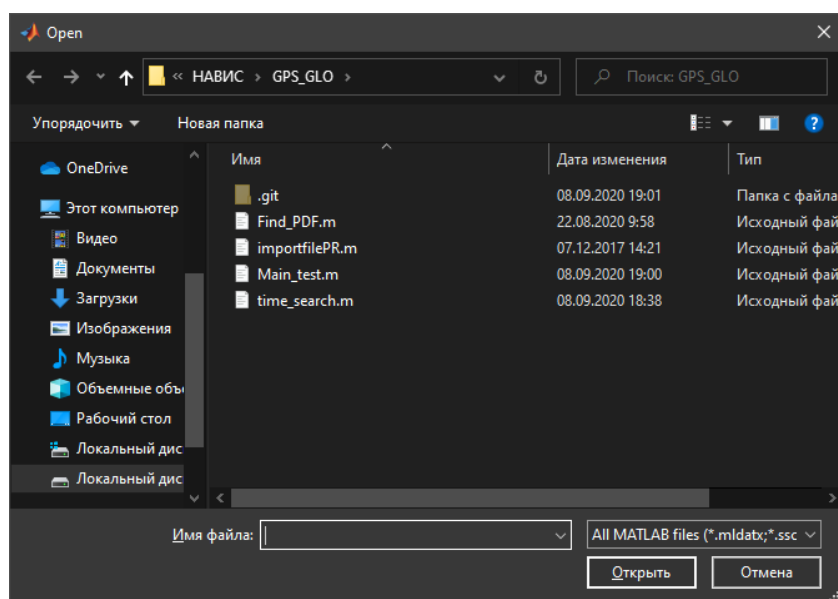 Open
« НАВИС > GPS_GLO >
Поиск: GPS_GLO
Упорядочить
Новая папка
OneDrive
Этот компьютер
Видео
Документы
Загрузки
Изображения
Музыка
Объемные объ
Рабочий стол
Локальный дис
Локальный дис
Имя Дата изменения Тип
.git 08.09.2020 19:01 Папка с файла
Find_PDF.m 22.08.2020 9:58 Исходный фай
importfilePR.m 07.12.2017 14:21 Исходный фай
Main_test.m 08.09.2020 19:00 Исходный фай
time_search.m 08.09.2020 18:38 Исходный фай
Имя файла:
All MATLAB files (*.mldatx;*.ssc
Открыть Отмена